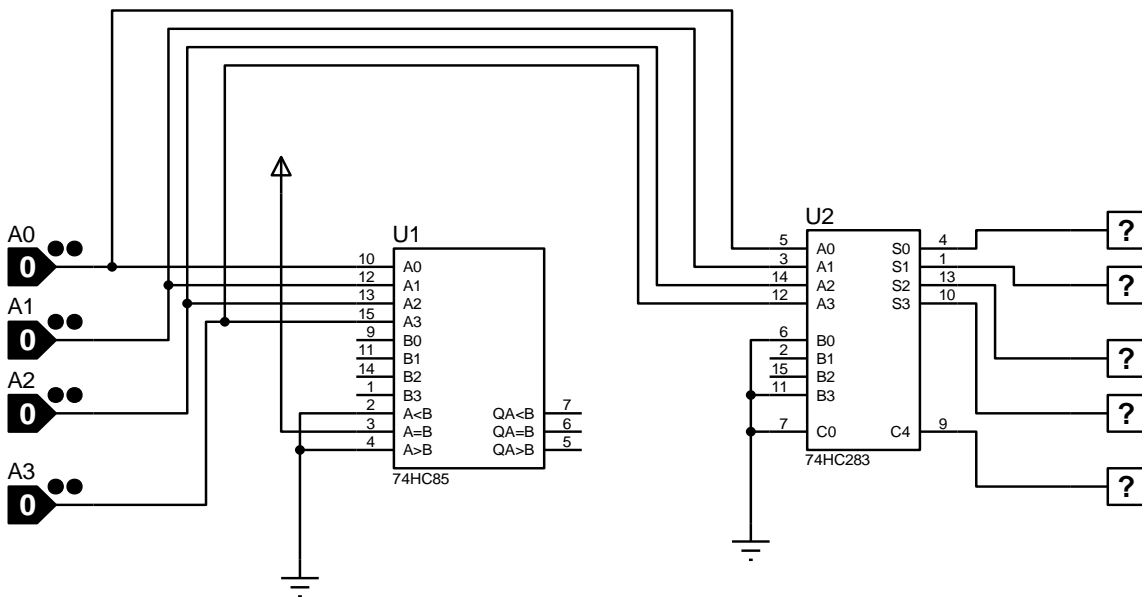 A0
0
A1
0
A2
0
A3
0
U1
10 A0
12 A1
13 A2
15 A3
9 B0
11 B1
14 B2
1 B3
2 A<B QA<B 7
3 A=B QA=B 6
4 A>B QA>B 5
74HC85
U2
5 A0 S0 4
3 A1 S1 1
14 A2 S2 13
12 A3 S3 10
6 B0
2 B1
15 B2
11 B3
7 C0 C4 9
74HC283
?
?
?
?
?